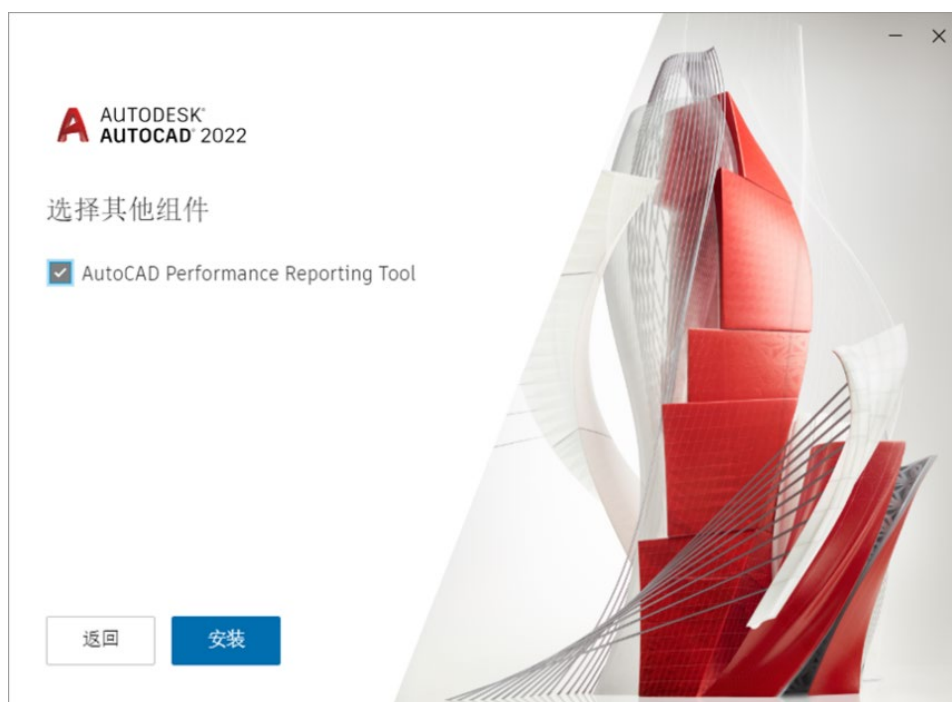 AUTODESK®
AUTOCAD® 2022
选择其他组件
AutoCAD Performance Reporting Tool
返回
安装